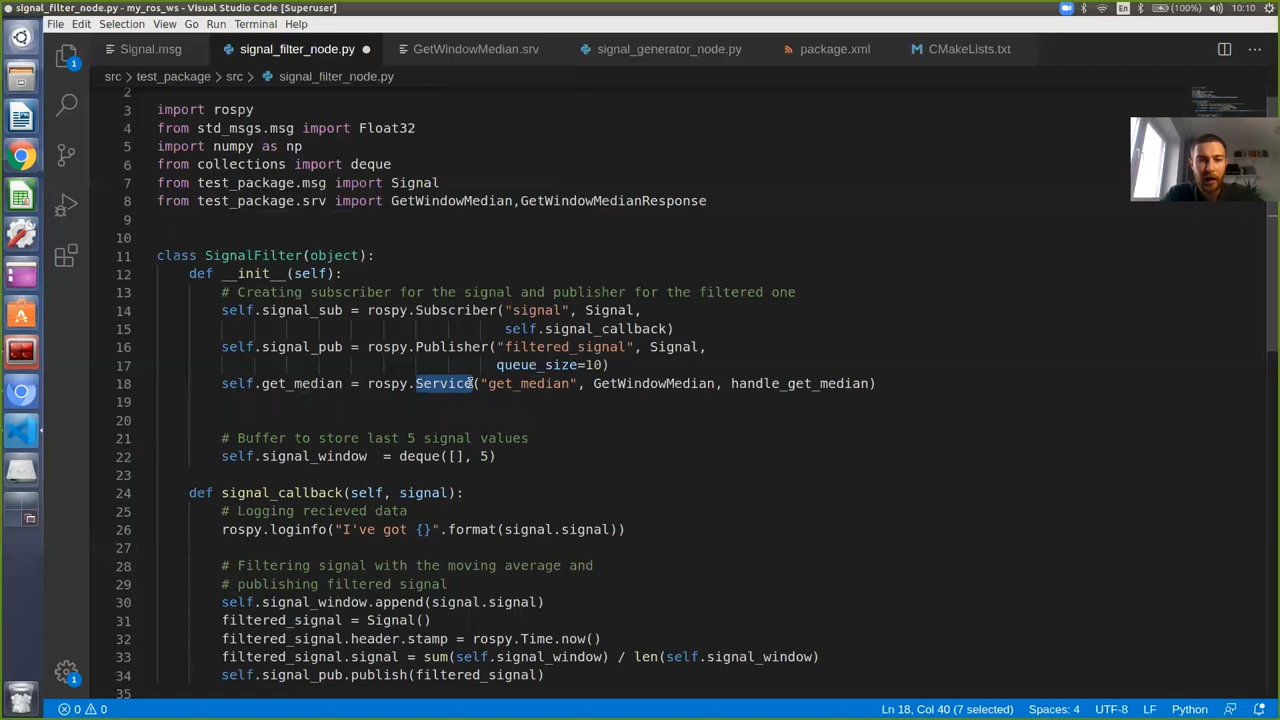 signal_filter_node.py - my_ros_ws - Visual Studio Code [Superuser]
En
(100%)
10:10
File Edit Selection View Go Run Terminal Help
Signal.msg
signal_filter_node.py
GetWindowMedian.srv
signal_generator_node.py
package.xml
CMakeLists.txt
src › test_package › src › signal_filter_node.py
2
3 import rospy
4 from std_msgs.msg import Float32
5 import numpy as np
6 from collections import deque
7 from test_package.msg import Signal
8 from test_package.srv import GetWindowMedian,GetWindowMedianResponse
9
10
11 class SignalFilter(object):
12 def __init__(self):
13 # Creating subscriber for the signal and publisher for the filtered one
14 self.signal_sub = rospy.Subscriber("signal", Signal,
15 self.signal_callback)
16 self.signal_pub = rospy.Publisher("filtered_signal", Signal,
17 queue_size=10)
18 self.get_median = rospy.Service("get_median", GetWindowMedian, handle_get_median)
19
20
21 # Buffer to store last 5 signal values
22 self.signal_window = deque([], 5)
23
24 def signal_callback(self, signal):
25 # Logging recieved data
26 rospy.loginfo("I've got {}".format(signal.signal))
27
28 # Filtering signal with the moving average and
29 # publishing filtered signal
30 self.signal_window.append(signal.signal)
31 filtered_signal = Signal()
32 filtered_signal.header.stamp = rospy.Time.now()
33 filtered_signal.signal = sum(self.signal_window) / len(self.signal_window)
34 self.signal_pub.publish(filtered_signal)
35
1
1
0 0
Ln 18, Col 40 (7 selected)
Spaces: 4
UTF-8
LF
Python